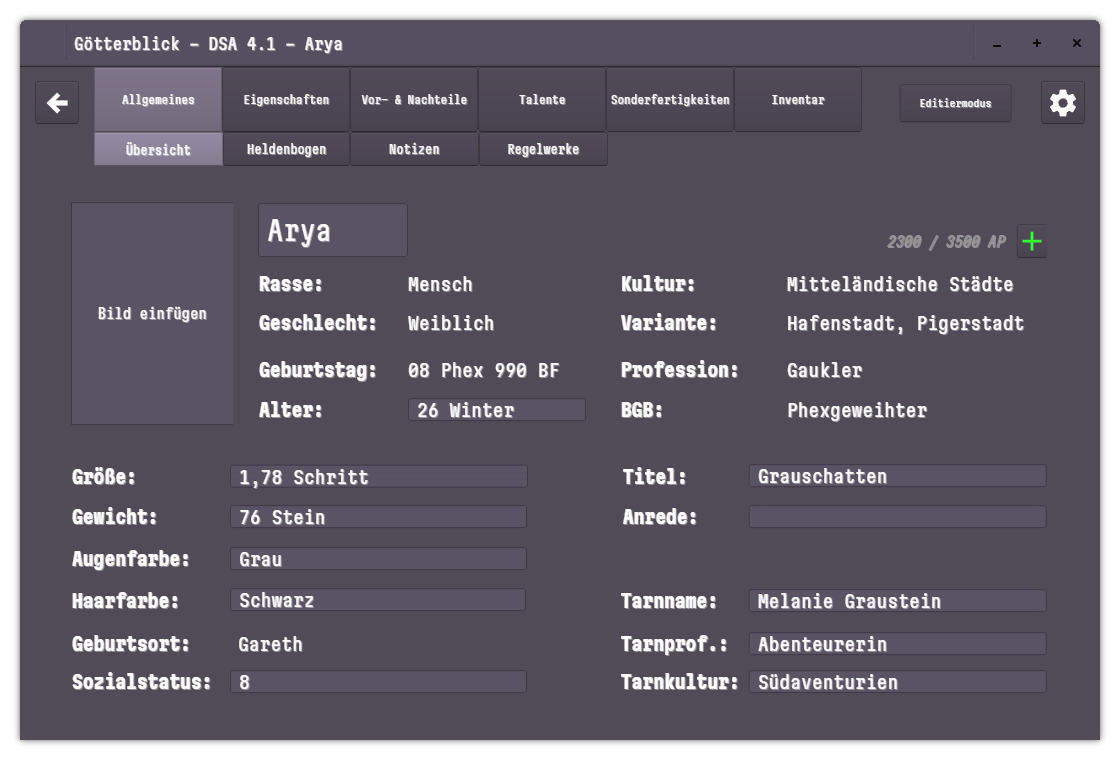 Götterblick - DSA 4.1 - Arya
Allgemeines Eigenschaften Vor- & Nachteile Talente Sonderfertigkeiten Inventar Editiermodus
Übersicht Heldenbogen Notizen Regelwerke
Arya
2300 / 3500 AP
Bild einfügen
Rasse: Mensch Kultur: Mitteländische Städte
Geschlecht: Weiblich Variante: Hafenstadt, Pigerstadt
Geburtstag: 08 Phex 990 BF Profession: Gaukler
Alter: 26 Winter BGB: Phexgeweihter
Größe: 1,78 Schritt Titel: Grauschatten
Gewicht: 76 Stein Anrede:
Augenfarbe: Grau
Haarfarbe: Schwarz Tarnname: Melanie Graustein
Geburtsort: Gareth Tarnprof.: Abenteurerin
Sozialstatus: 8 Tarnkultur: Südaventurien